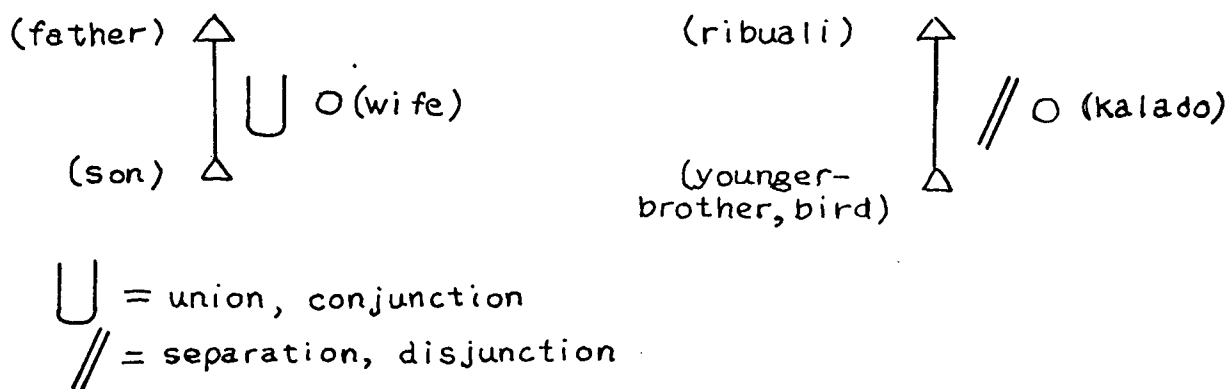 (father)
O (wife)
(son)
(ribuali)
O (kalado)
(younger-
brother, bird)
U = union, conjunction
// = separation, disjunction